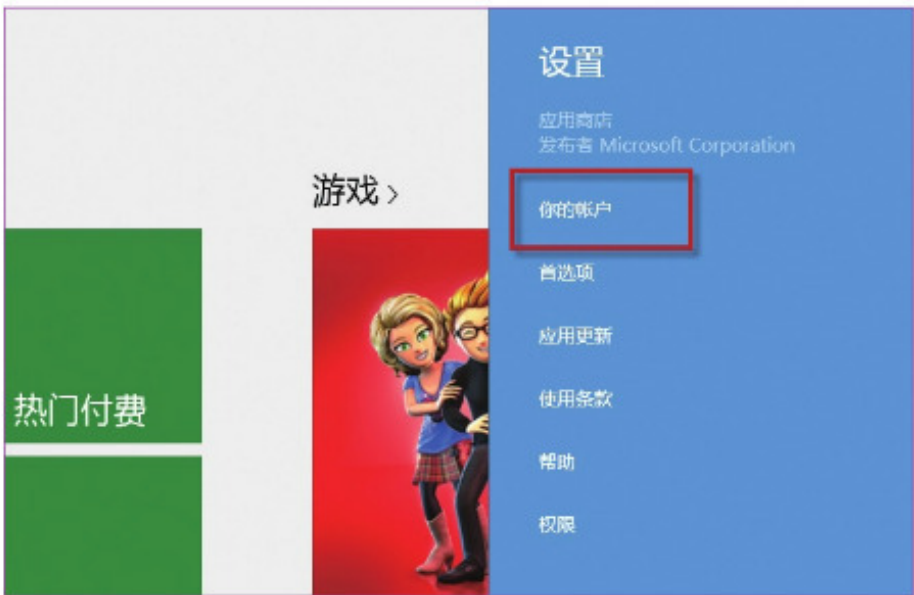 游戏 >
热门付费
设置
应用商店
发布者 Microsoft Corporation
你的帐户
首选项
应用更新
使用条款
帮助
权限